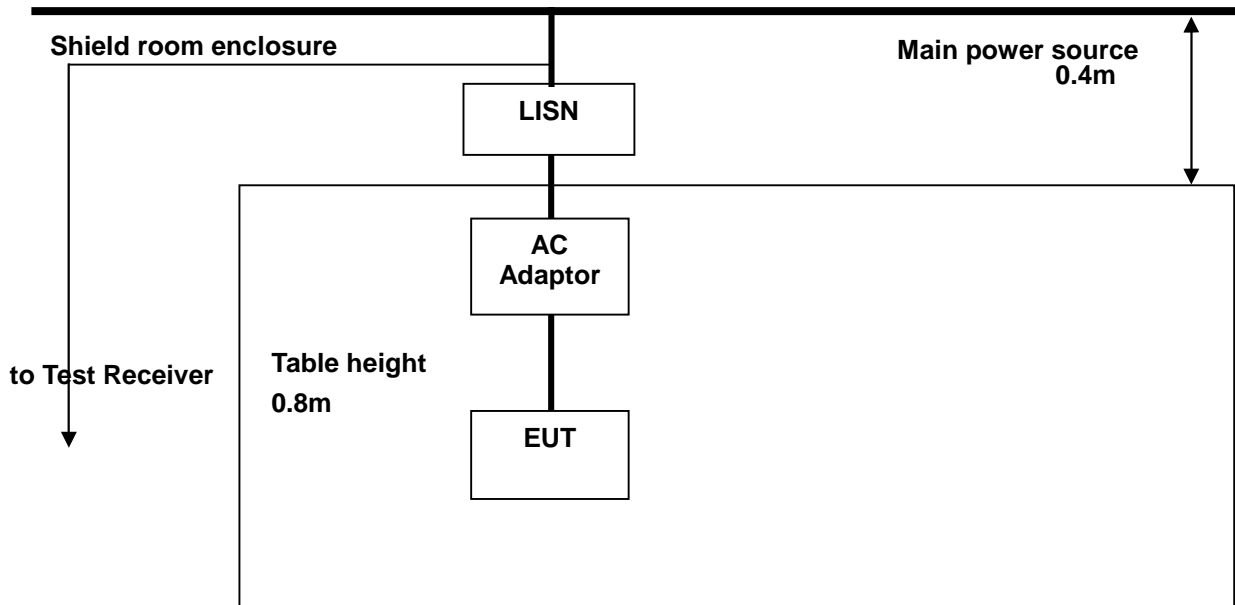 Shield room enclosure
Main power source
0.4m
LISN
AC
Adaptor
Table height
to Test Receiver
0.8m
EUT